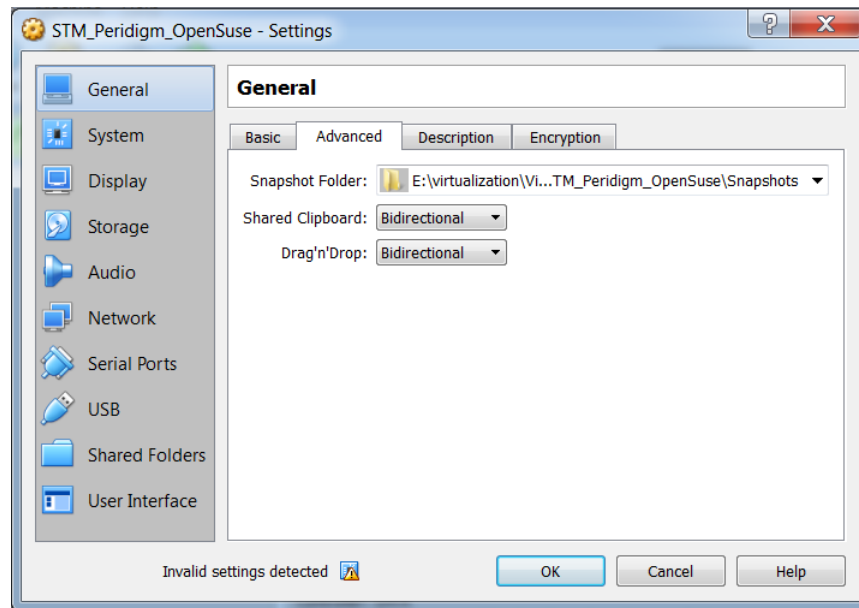 STM_Peridigm_OpenSuse - Settings
General
System
Display
Storage
Audio
Network
Serial Ports
USB
Shared Folders
User Interface
General
Basic Advanced Description Encryption
Snapshot Folder: E:\virtualization\Vi...TM_Peridigm_OpenSuse\Snapshots
Shared Clipboard: Bidirectional
Drag'n'Drop: Bidirectional
Invalid settings detected
OK Cancel Help